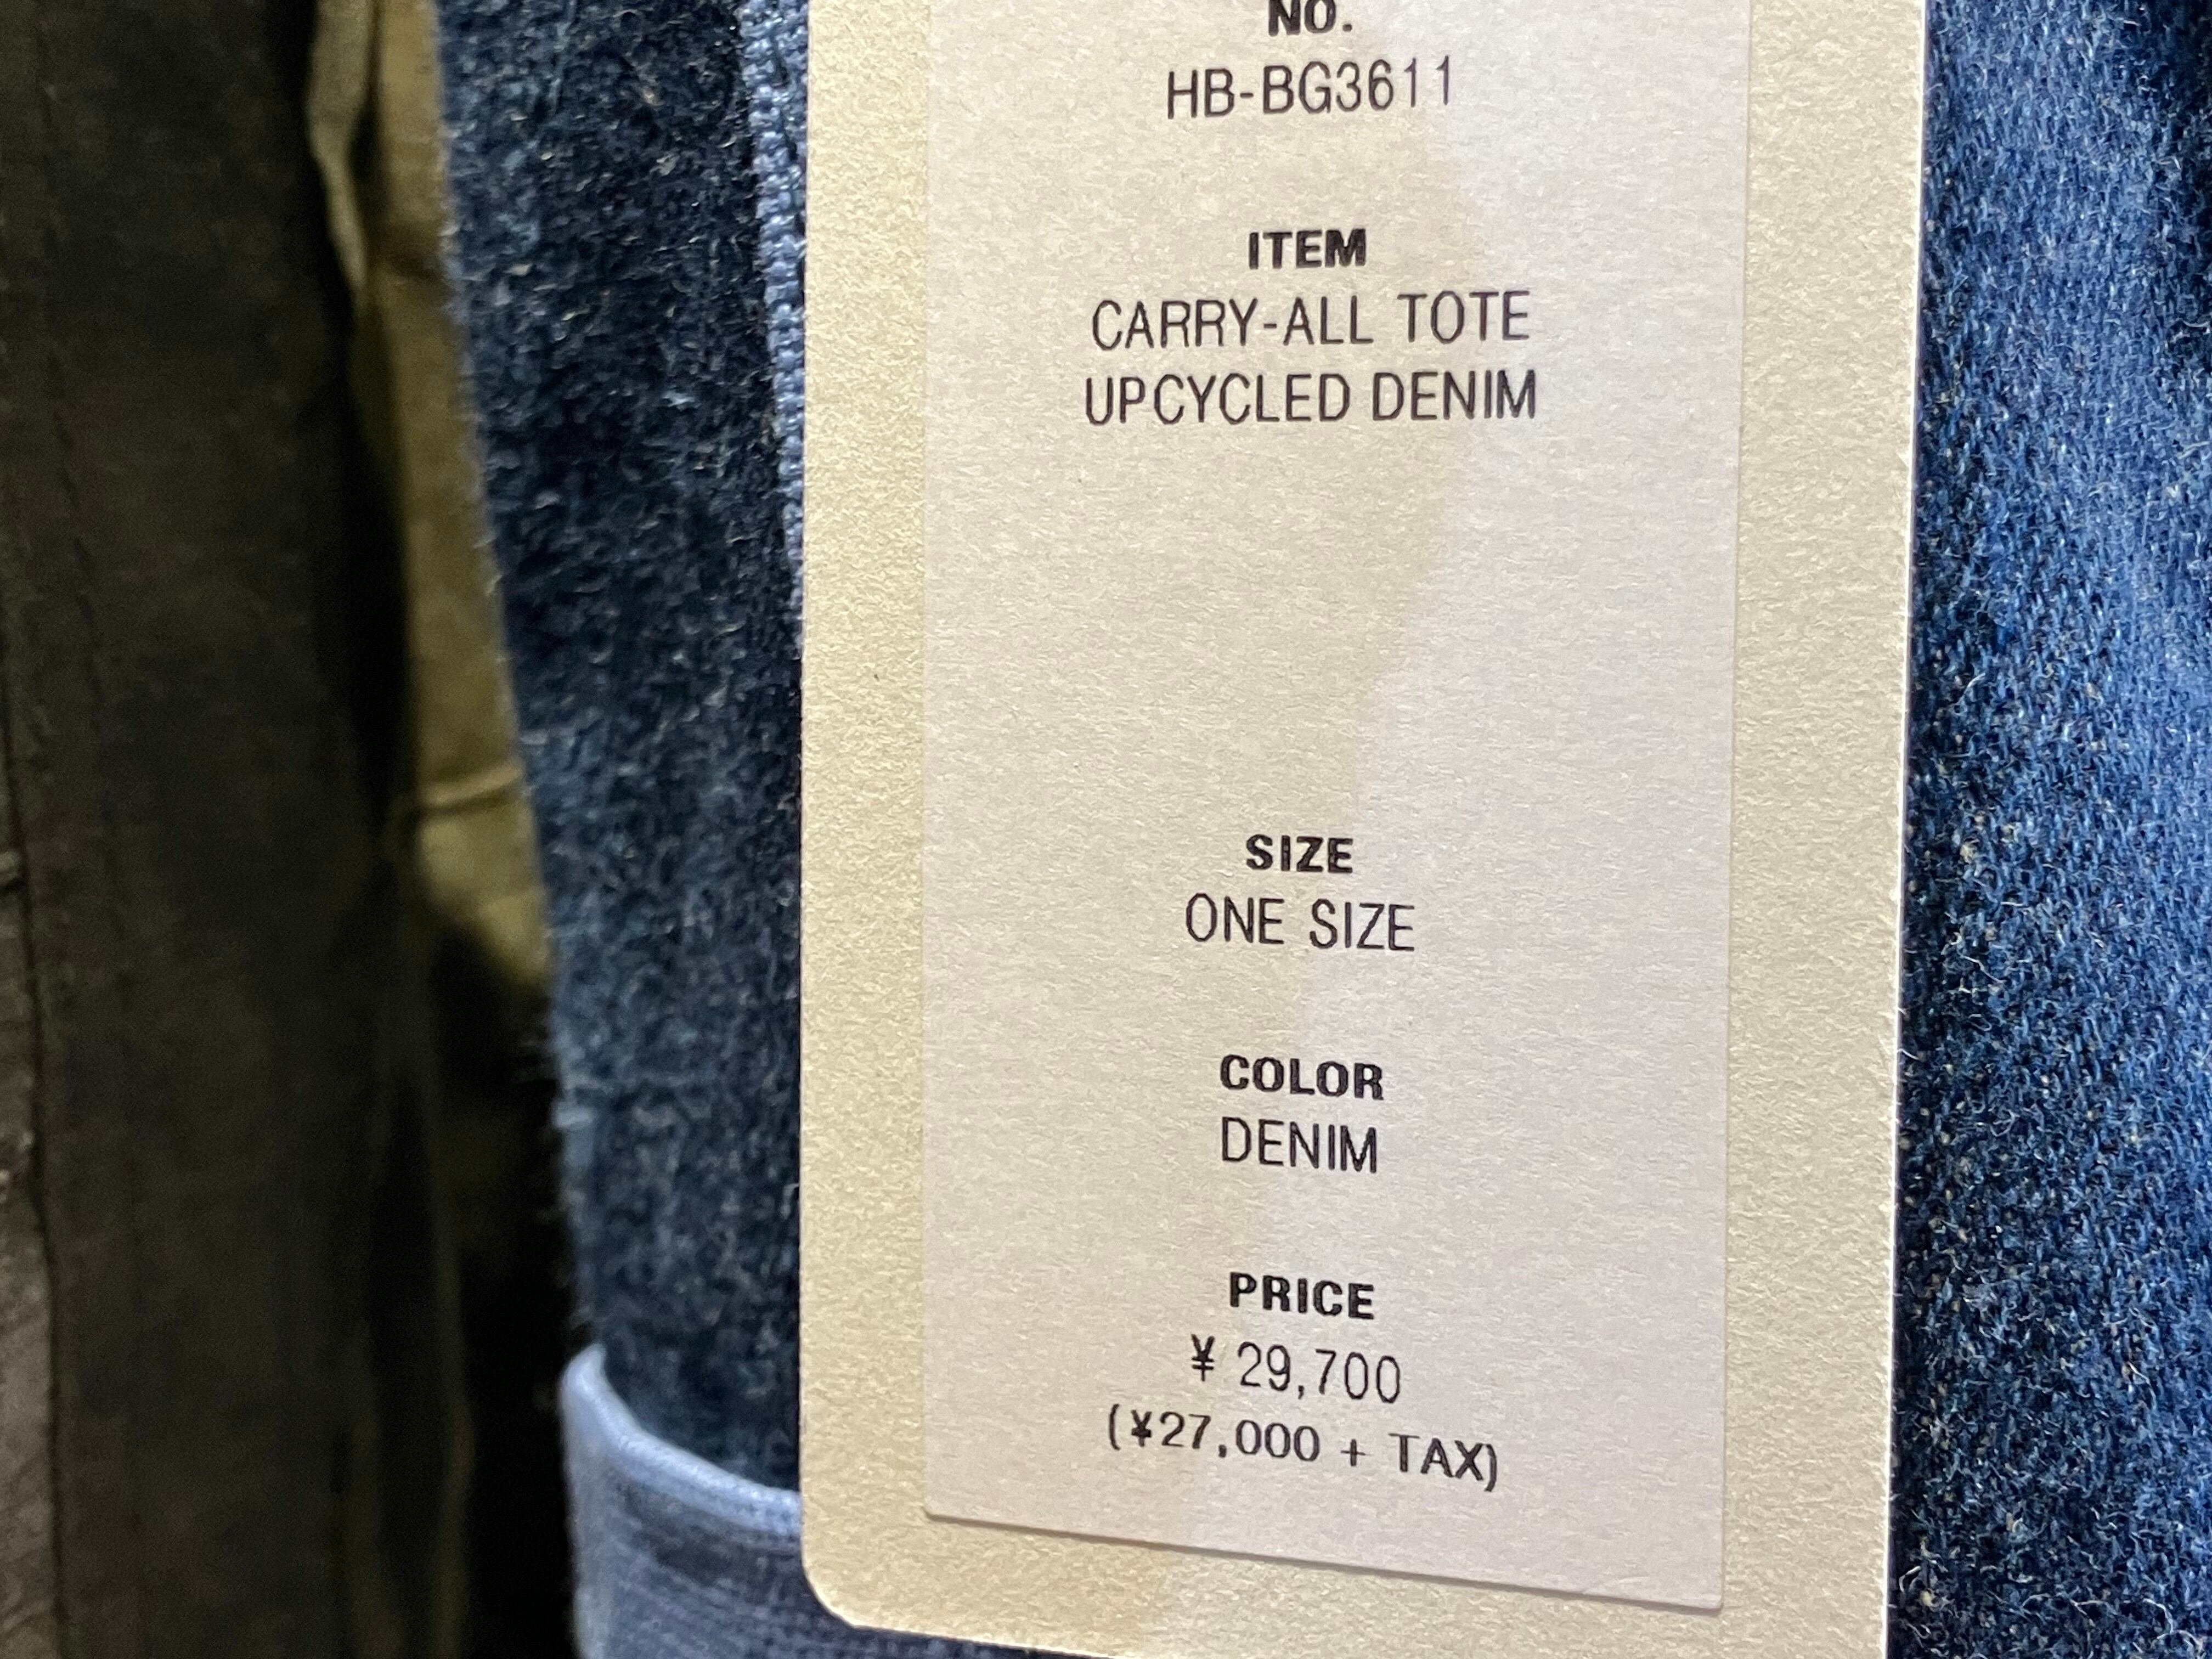 NO.
HB-BG3611
ITEM
CARRY-ALL TOTE
UPCYCLED DENIM
SIZE
ONE SIZE
COLOR
DENIM
PRICE
¥ 29,700
(¥27,000 + TAX)